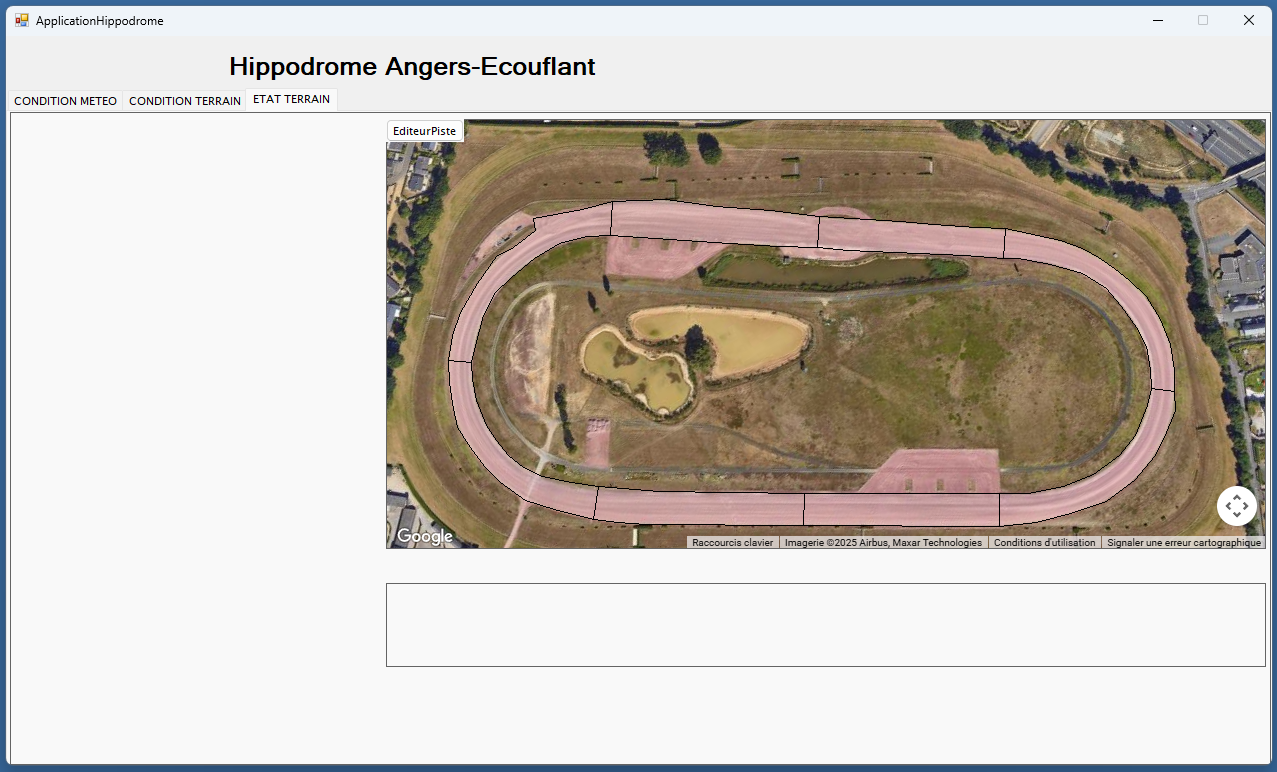 ApplicationHippodrome
Hippodrome Angers-Ecouflant
CONDITION METEO
CONDITION TERRAIN
ETAT TERRAIN
EditeurPiste
Google
Raccourcis clavier
Imagerie ©2025 Airbus, Maxar Technologies
Conditions d'utilisation
Signaler une erreur cartographique